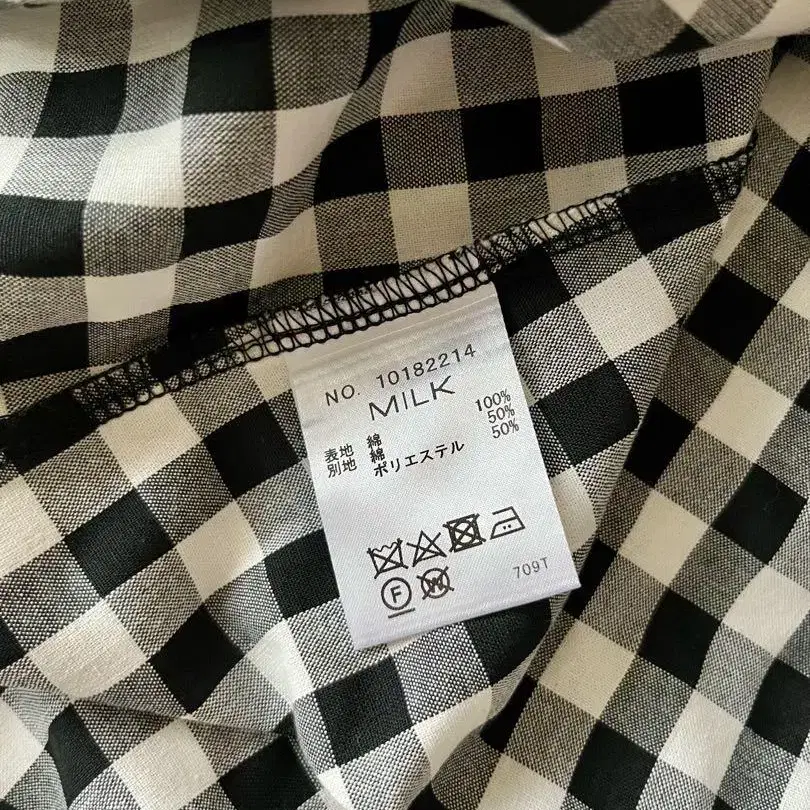 NO. 10182214
MILK
表地 綿 100%
別地 綿 50%
ポリエステル 50%
F W
709T